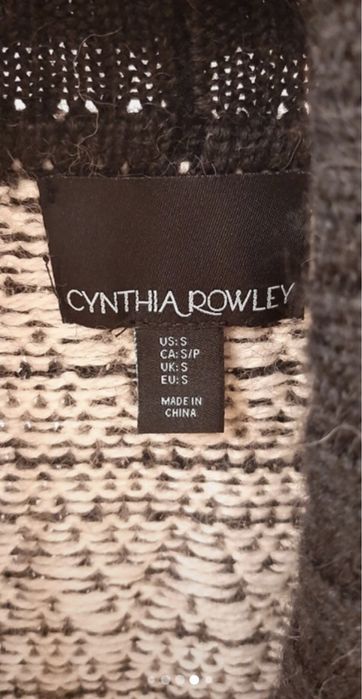 CYNTHIA ROWLEY
US: S
CA: S/P
UK: S
EU: S
MADE IN
CHINA